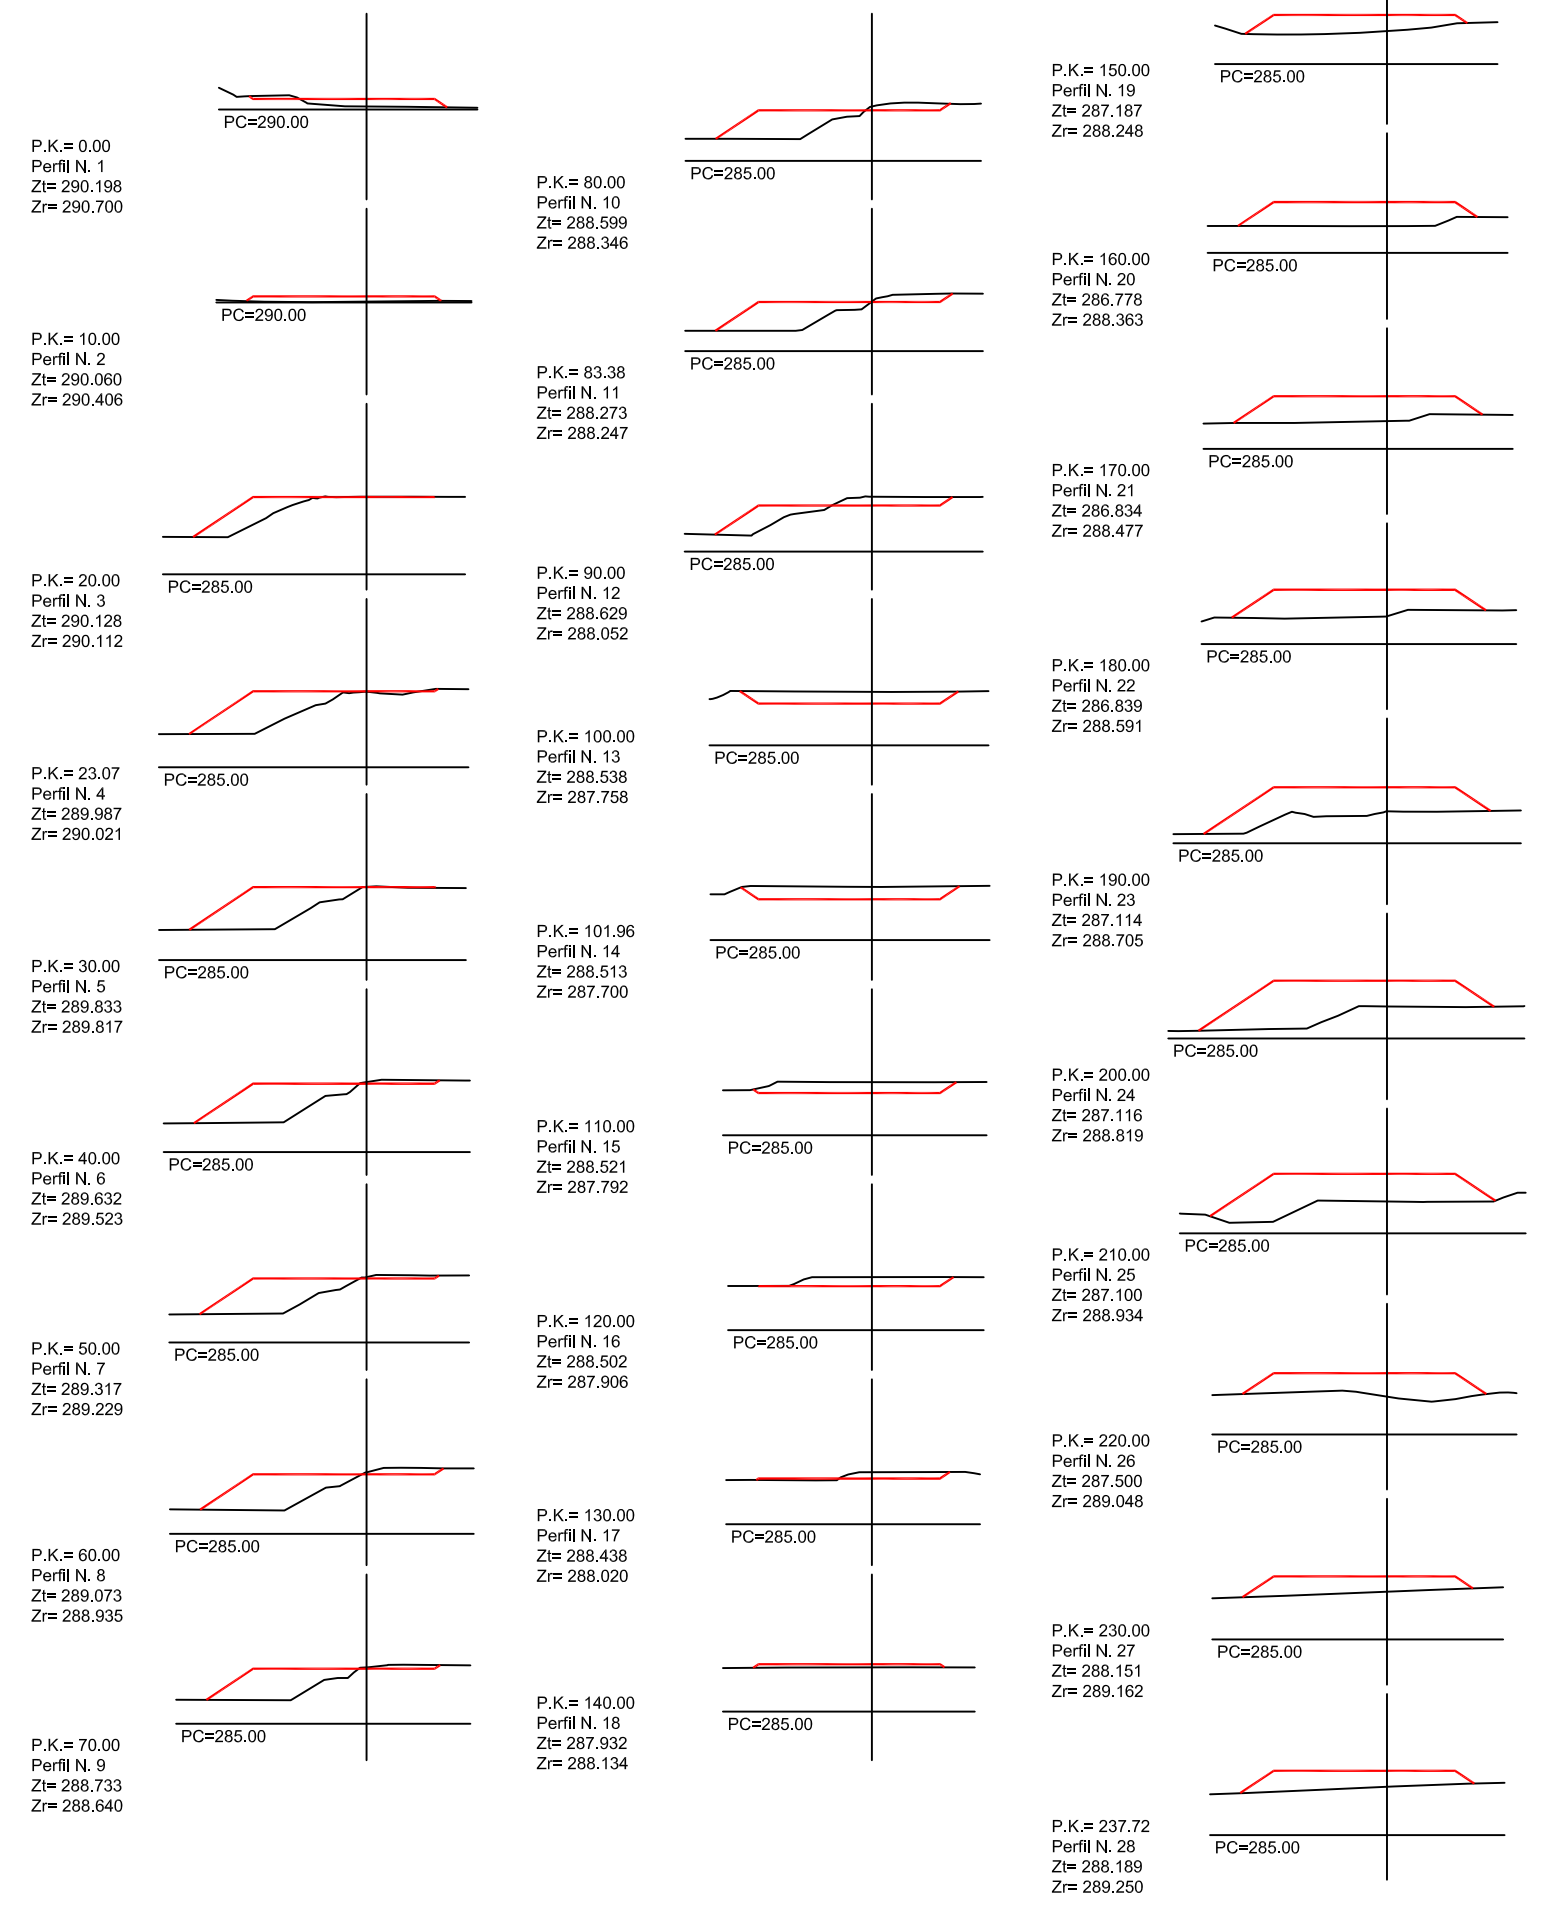 PC=290.00
P.K.= 0.00
Perfil N. 1
Zt= 290.198
Zr= 290.700
PC=290.00
P.K.= 10.00
Perfil N. 2
Zt= 290.060
Zr= 290.406
PC=285.00
P.K.= 20.00
Perfil N. 3
Zt= 290.128
Zr= 290.112
PC=285.00
P.K.= 23.07
Perfil N. 4
Zt= 289.987
Zr= 290.021
PC=285.00
P.K.= 30.00
Perfil N. 5
Zt= 289.833
Zr= 289.817
PC=285.00
P.K.= 40.00
Perfil N. 6
Zt= 289.632
Zr= 289.523
PC=285.00
P.K.= 50.00
Perfil N. 7
Zt= 289.317
Zr= 289.229
PC=285.00
P.K.= 60.00
Perfil N. 8
Zt= 289.073
Zr= 288.935
PC=285.00
P.K.= 70.00
Perfil N. 9
Zt= 288.733
Zr= 288.640
PC=285.00
P.K.= 80.00
Perfil N. 10
Zt= 288.599
Zr= 288.346
PC=285.00
P.K.= 83.38
Perfil N. 11
Zt= 288.273
Zr= 288.247
PC=285.00
P.K.= 90.00
Perfil N. 12
Zt= 288.629
Zr= 288.052
PC=285.00
P.K.= 100.00
Perfil N. 13
Zt= 288.538
Zr= 287.758
PC=285.00
P.K.= 101.96
Perfil N. 14
Zt= 288.513
Zr= 287.700
PC=285.00
P.K.= 110.00
Perfil N. 15
Zt= 288.521
Zr= 287.792
PC=285.00
P.K.= 120.00
Perfil N. 16
Zt= 288.502
Zr= 287.906
PC=285.00
P.K.= 130.00
Perfil N. 17
Zt= 288.438
Zr= 288.020
PC=285.00
P.K.= 140.00
Perfil N. 18
Zt= 287.932
Zr= 288.134
PC=285.00
P.K.= 150.00
Perfil N. 19
Zt= 287.187
Zr= 288.248
PC=285.00
P.K.= 160.00
Perfil N. 20
Zt= 286.778
Zr= 288.363
PC=285.00
P.K.= 170.00
Perfil N. 21
Zt= 286.834
Zr= 288.477
PC=285.00
P.K.= 180.00
Perfil N. 22
Zt= 286.839
Zr= 288.591
PC=285.00
P.K.= 190.00
Perfil N. 23
Zt= 287.114
Zr= 288.705
PC=285.00
P.K.= 200.00
Perfil N. 24
Zt= 287.116
Zr= 288.819
PC=285.00
P.K.= 210.00
Perfil N. 25
Zt= 287.100
Zr= 288.934
PC=285.00
P.K.= 220.00
Perfil N. 26
Zt= 287.500
Zr= 289.048
PC=285.00
P.K.= 230.00
Perfil N. 27
Zt= 288.151
Zr= 289.162
PC=285.00
P.K.= 237.72
Perfil N. 28
Zt= 288.189
Zr= 289.250